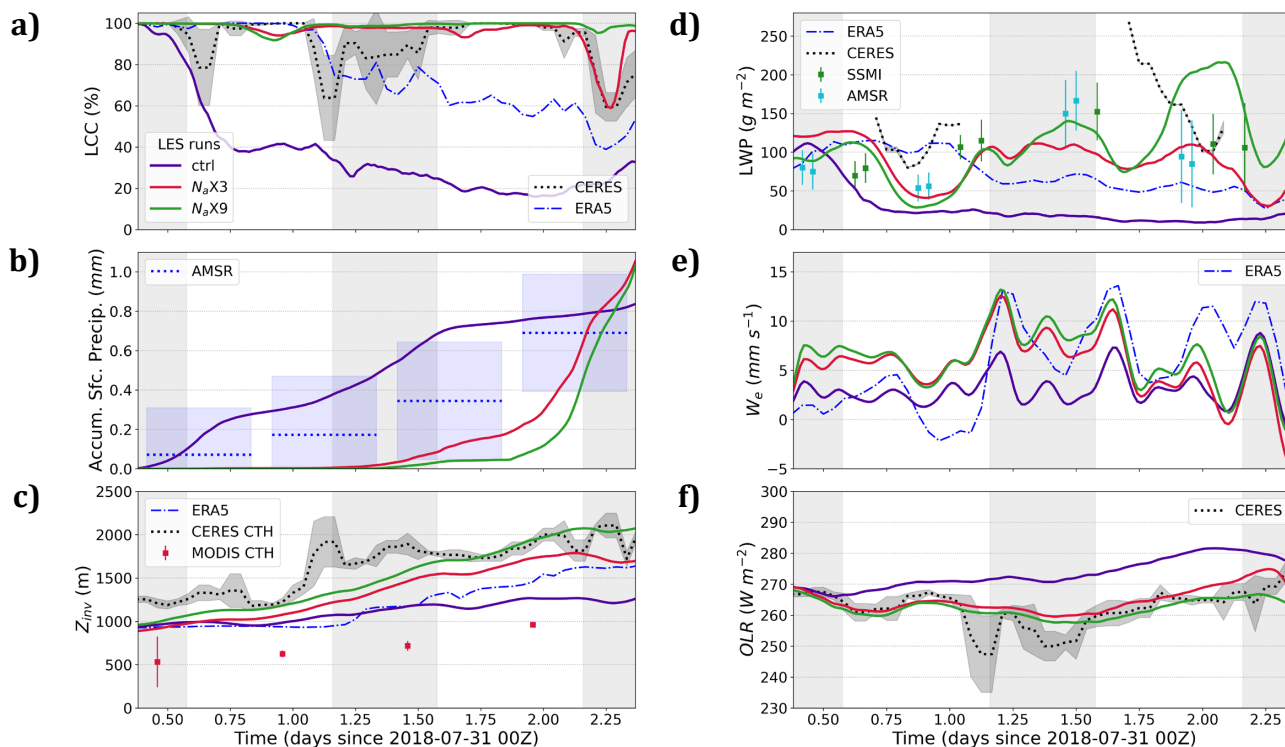 a)
LCC (%)
100
80
60
40
20
0
LES runs
ctrl
NaX3
NaX9
CERES
ERA5
b)
Accum. Sfc. Precip. (mm)
1.0
0.8
0.6
0.4
0.2
0.0
AMSR
c)
Zinv (m)
2500
2000
1500
1000
500
0
ERA5
CERES CTH
MODIS CTH
0.50 0.75 1.00 1.25 1.50 1.75 2.00 2.25
Time (days since 2018-07-31 00Z)
d)
LWP (g m−2)
250
200
150
100
50
0
ERA5
CERES
SSMI
AMSR
e)
We (mm s−1)
15
10
5
0
−5
ERA5
f)
OLR (W m−2)
300
290
280
270
260
250
240
230
CERES
0.50 0.75 1.00 1.25 1.50 1.75 2.00 2.25
Time (days since 2018-07-31 00Z)